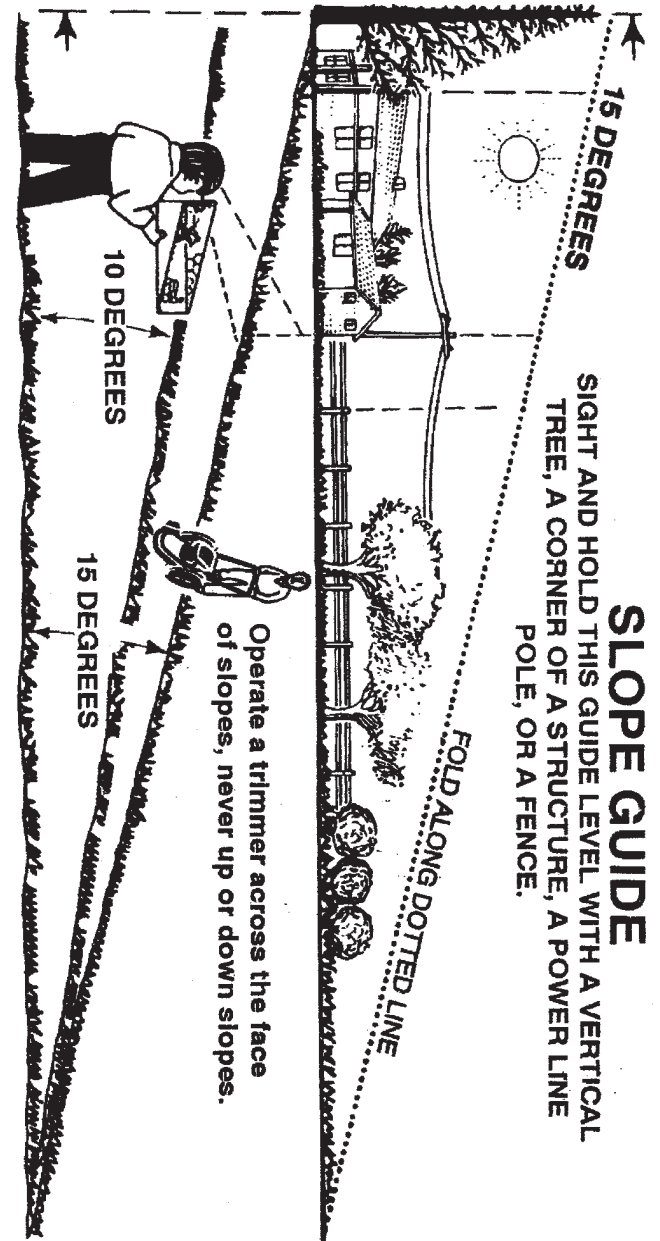 SLOPE GUIDE
SIGHT AND HOLD THIS GUIDE LEVEL WITH A VERTICAL
TREE, A CORNER OF A STRUCTURE, A POWER LINE
POLE, OR A FENCE.
15 DEGREES
FOLD ALONG DOTTED LINE
Operate a trimmer across the face
of slopes, never up or down slopes.
10 DEGREES
15 DEGREES